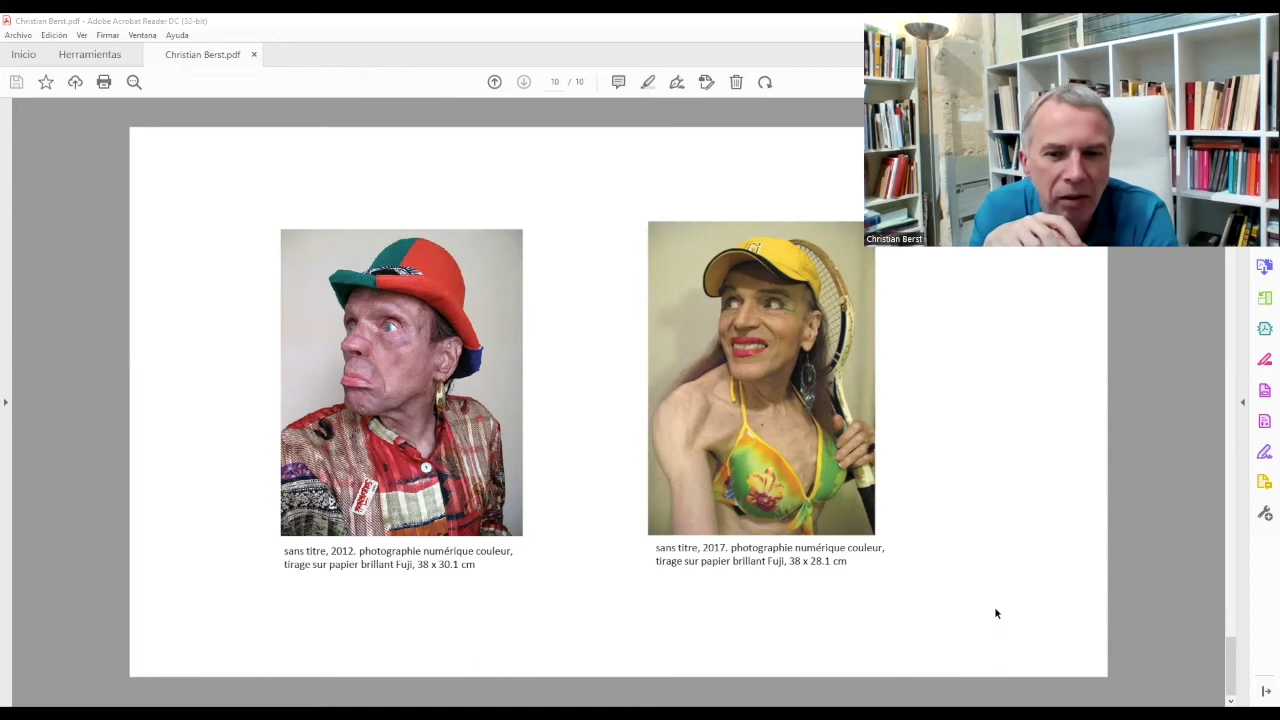 Christian Berst.pdf - Adobe Acrobat Reader DC (32-bit)
Archivo Edición Ver Firmar Ventana Ayuda
Inicio Herramientas Christian Berst.pdf ×
10 / 10
Christian Berst
sans titre, 2012. photographie numérique couleur,
tirage sur papier brillant Fuji, 38 x 30.1 cm
sans titre, 2017. photographie numérique couleur,
tirage sur papier brillant Fuji, 38 x 28.1 cm